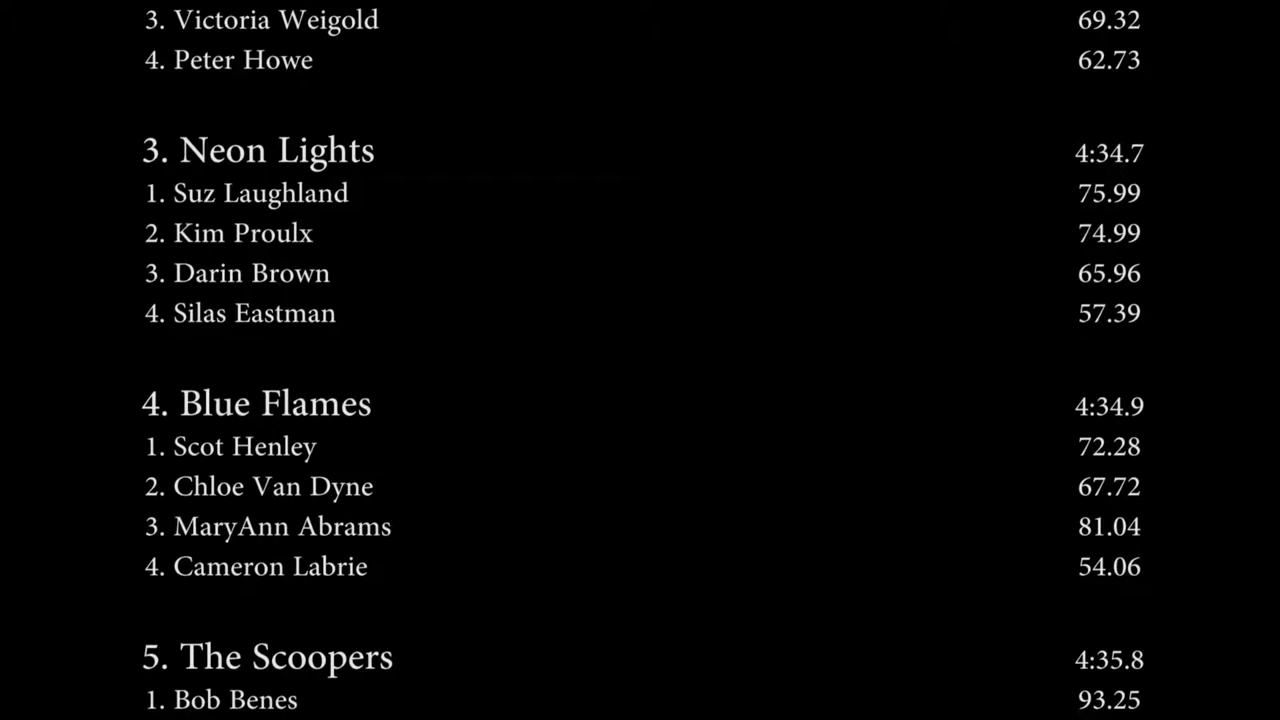 3. Victoria Weigold 69.32
4. Peter Howe 62.73
3. Neon Lights 4:34.7
1. Suz Laughland 75.99
2. Kim Proulx 74.99
3. Darin Brown 65.96
4. Silas Eastman 57.39
4. Blue Flames 4:34.9
1. Scot Henley 72.28
2. Chloe Van Dyne 67.72
3. MaryAnn Abrams 81.04
4. Cameron Labrie 54.06
5. The Scoopers 4:35.8
1. Bob Benes 93.25